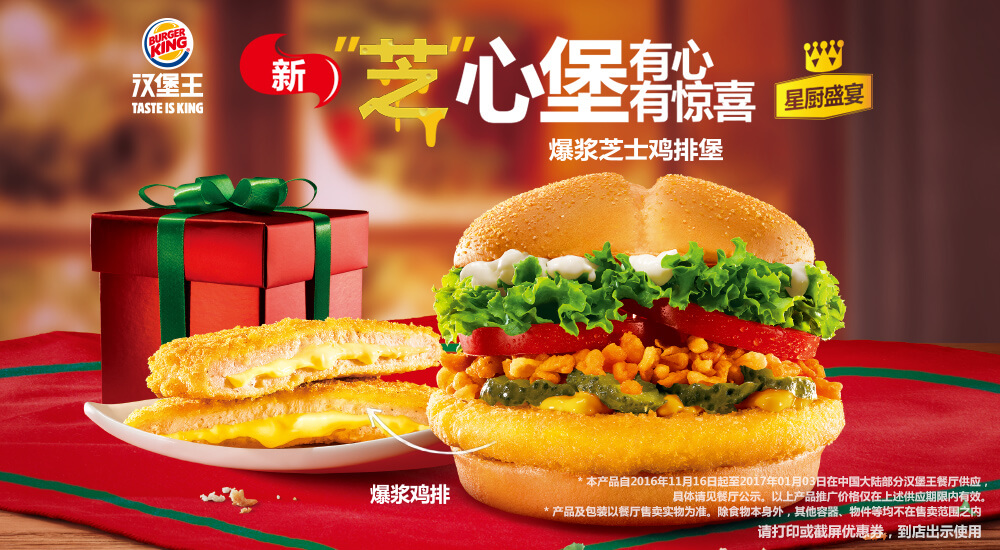 BURGER
KING
汉堡王
TASTE IS KING
新
"芝"心堡
有心
有惊喜
星厨盛宴
爆浆芝士鸡排堡
爆浆鸡排
* 本产品自2016年11月16日起至2017年01月03日在中国大陆部分汉堡王餐厅供应，
具体请见餐厅公示。以上产品推广价格仅在上述供应期限内有效。
* 产品及包装以餐厅售卖实物为准。除食物本身外，其他容器、物件等均不在售卖范围之内
请打印或截屏优惠券，到店出示使用